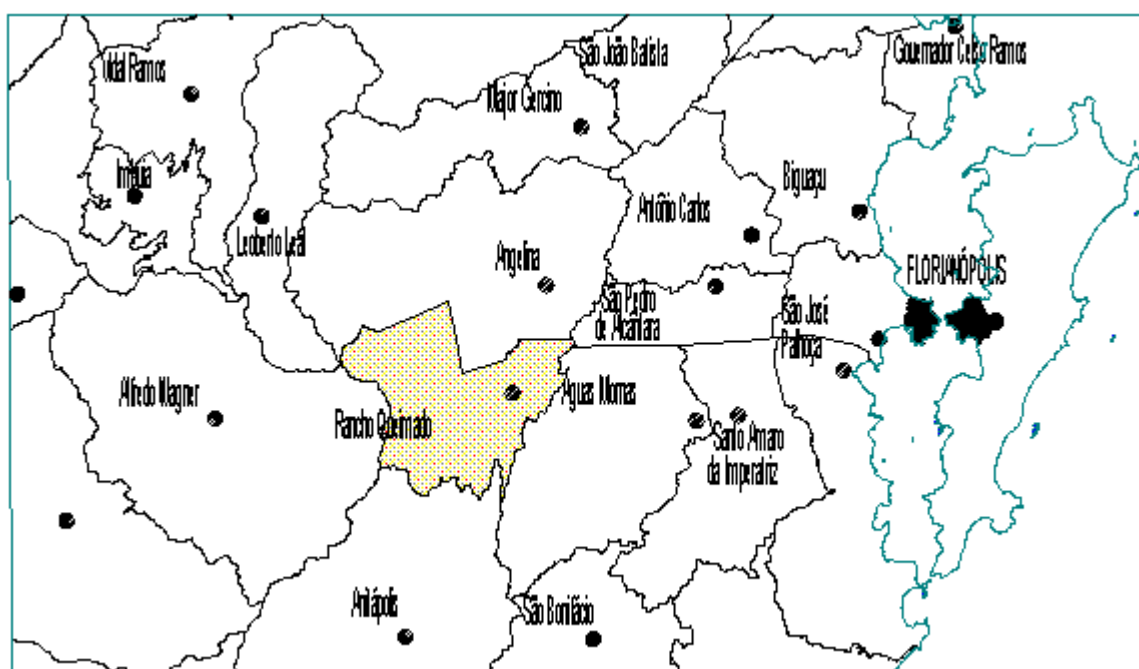 São João Batista
Governador Celso Ramos
Vidal Ramos
Major Gercino
Imbuia
Biguaçu
Antônio Carlos
Leoberto Leal
Angelina
FLORIANÓPOLIS
São Pedro
de Alcântara
São José
Palhoça
Alfredo Wagner
Águas Mornas
Rancho Queimado
Santo Amaro
da Imperatriz
Anitápolis
São Bonifácio